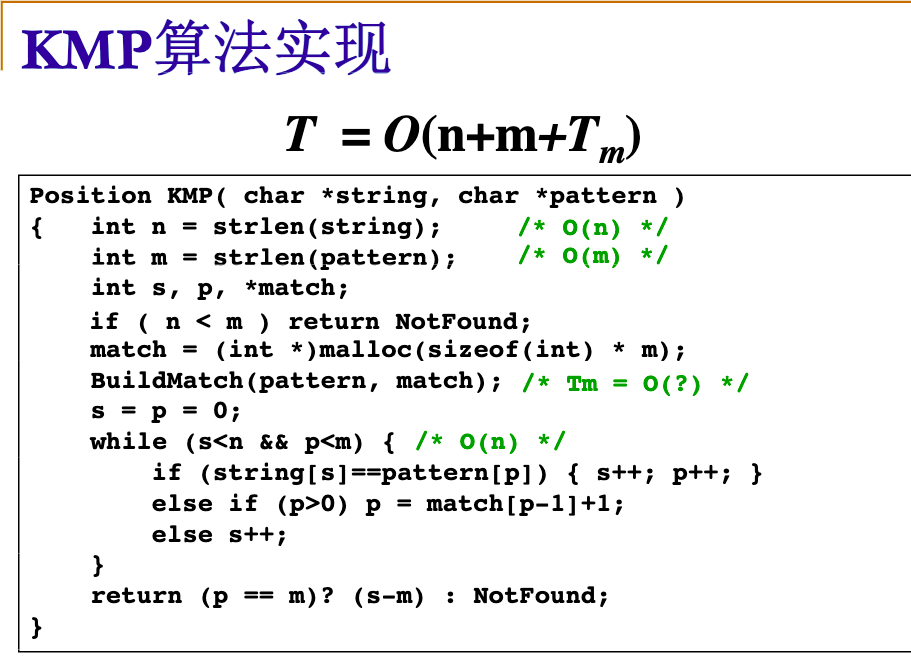 KMP算法实现
T = O(n+m+Tm)
Position KMP( char *string, char *pattern )
{ int n = strlen(string); /* O(n) */
int m = strlen(pattern); /* O(m) */
int s, p, *match;
if ( n < m ) return NotFound;
match = (int *)malloc(sizeof(int) * m);
BuildMatch(pattern, match); /* Tm = O(?) */
s = p = 0;
while (s<n && p<m) { /* O(n) */
if (string[s]==pattern[p]) { s++; p++; }
else if (p>0) p = match[p-1]+1;
else s++;
}
return (p == m)? (s-m) : NotFound;
}